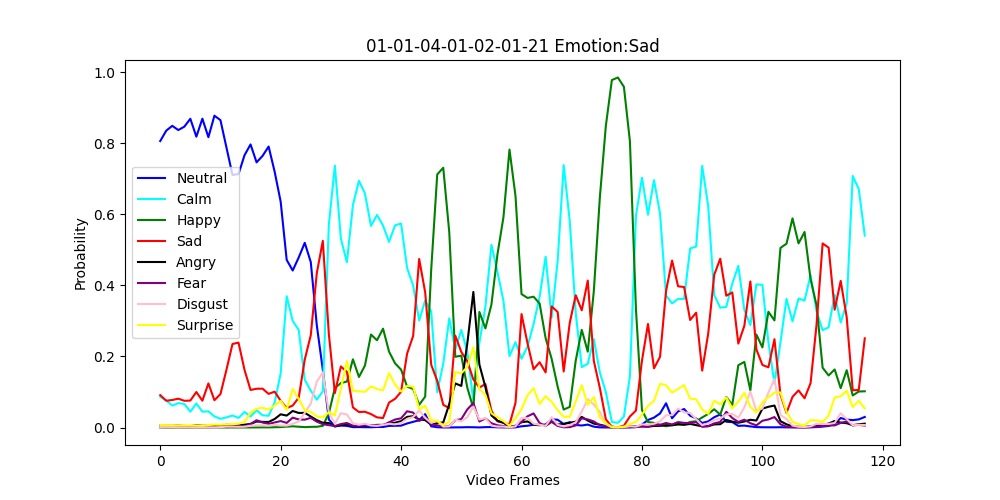 01-01-04-01-02-01-21 Emotion:Sad
1.0
0.8
0.6
0.4
0.2
0.0
Probability
Neutral
Calm
Happy
Sad
Angry
Fear
Disgust
Surprise
0 20 40 60 80 100 120
Video Frames